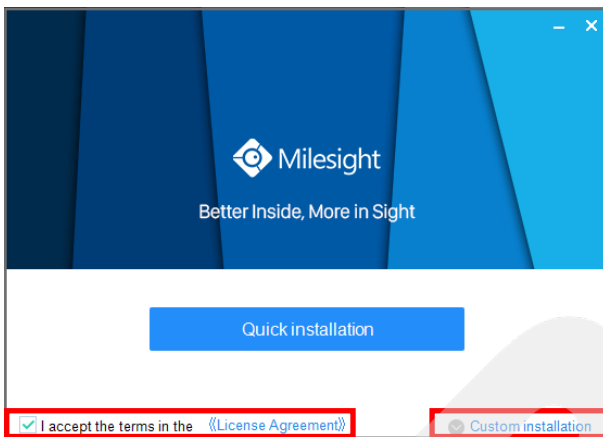 Milesight
Better Inside, More in Sight
Quick installation
I accept the terms in the 《License Agreement》
Custom installation